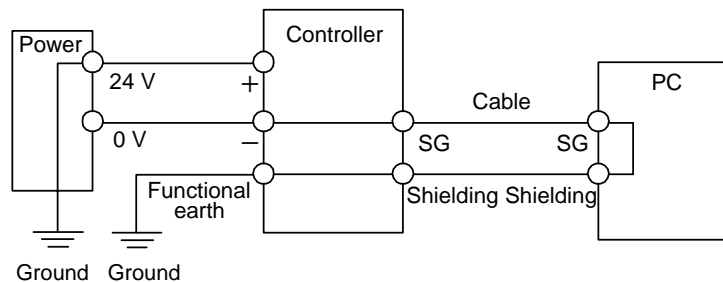 Power
24 V
0 V
Controller
+
−
Cable
PC
SG
SG
Functional
earth
Shielding Shielding
Ground
Ground